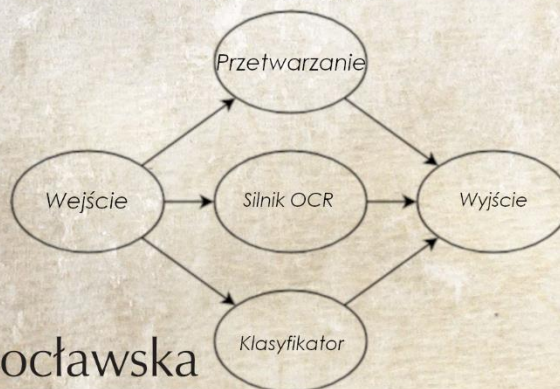 Przetwarzanie
Wejście
Silnik OCR
Wyjście
Klasyfikator
ocławska